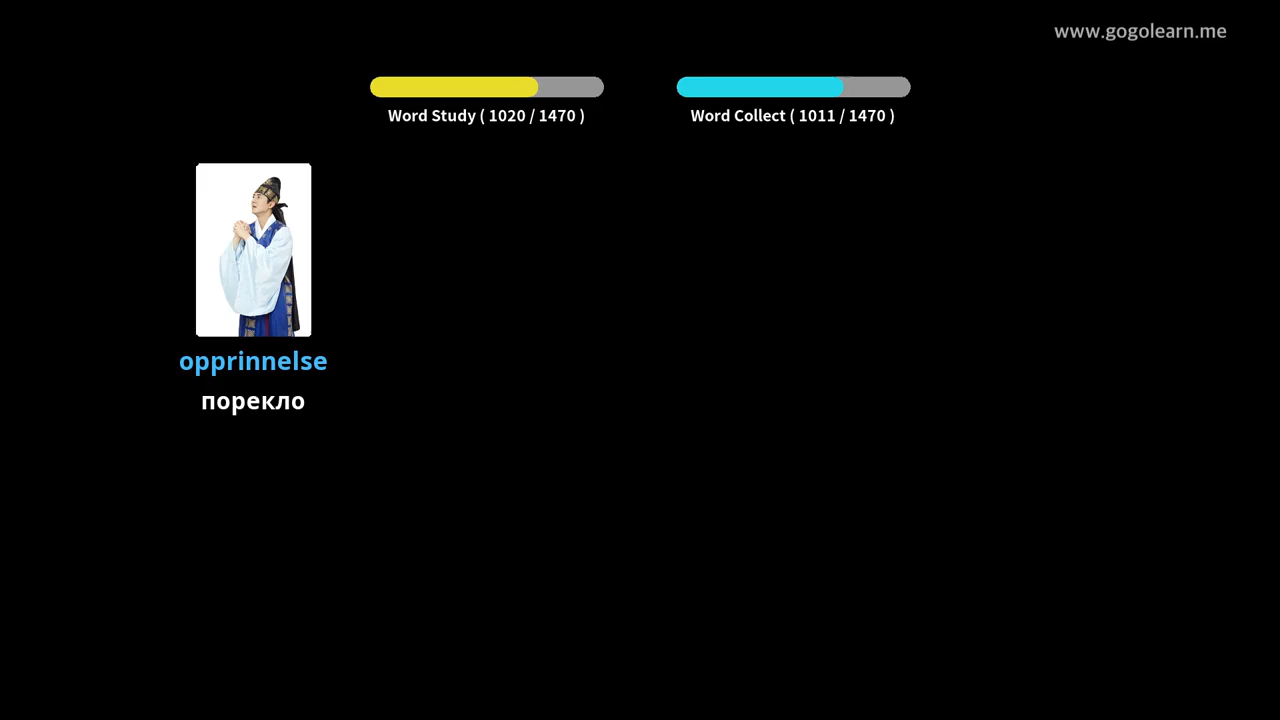 www.gogolearn.me
Word Study ( 1020 / 1470 )
Word Collect ( 1011 / 1470 )
opprinnelse
порекло